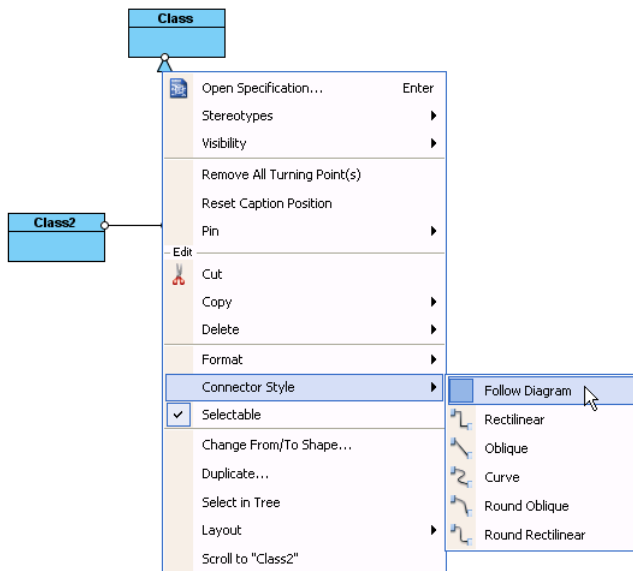 Class
Open Specification... Enter
Stereotypes
Visibility
Remove All Turning Point(s)
Reset Caption Position
Class2
Pin
Edit
Cut
Copy
Delete
Format
Connector Style
Selectable
Change From/To Shape...
Duplicate...
Select in Tree
Layout
Scroll to "Class2"
Follow Diagram
Rectilinear
Oblique
Curve
Round Oblique
Round Rectilinear